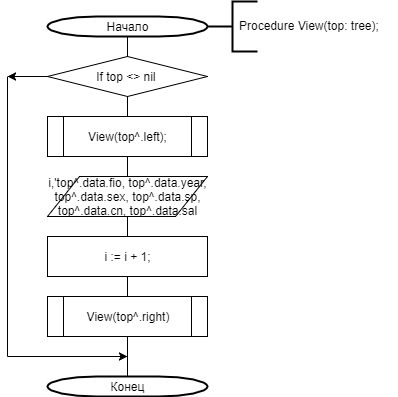 Начало
Procedure View(top: tree);
If top <> nil
View(top^.left);
i,'top^.data.fio, top^.data.year,
top^.data.sex, top^.data.sp,
top^.data.cn, top^.data.sal
i := i + 1;
View(top^.right)
Конец